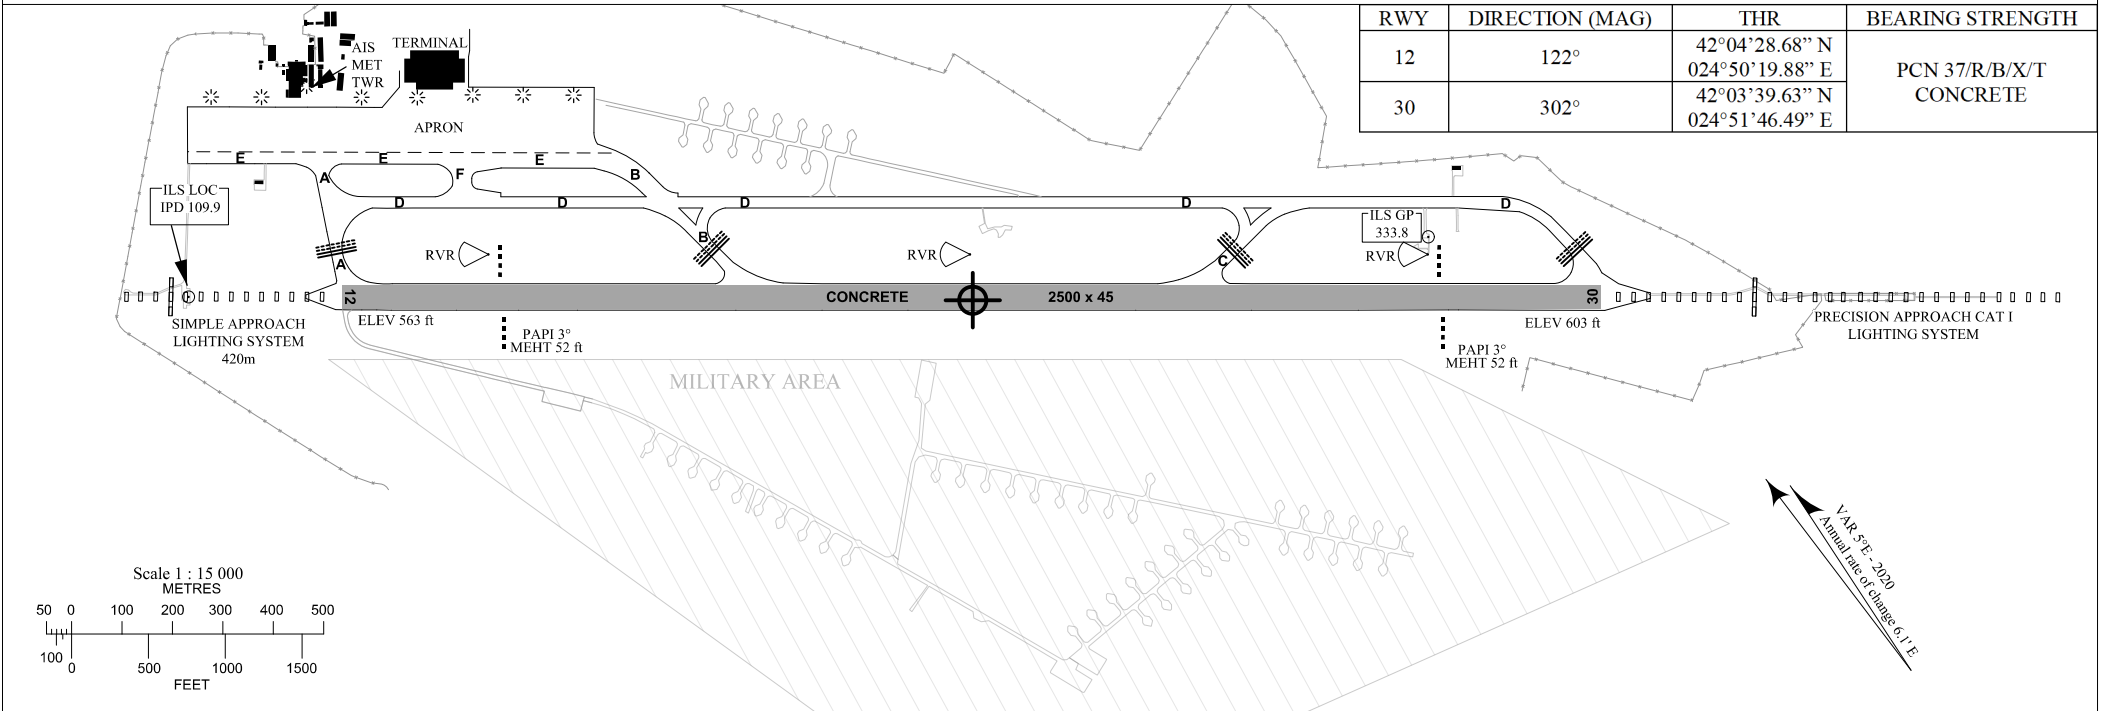 RWY DIRECTION (MAG) THR BEARING STRENGTH
12 122° 42°04’28.68” N
024°50’19.88” E
30 302° 42°03’39.63” N
024°51’46.49” E
PCN 37/R/B/X/T
CONCRETE
AIS
MET
TWR
TERMINAL
APRON
E
E
E
A
F
B
D
D
D
D
D
ILS LOC
IPD 109.9
A
B
C
RVR
RVR
RVR
ILS GP
333.8
12
CONCRETE
2500 x 45
30
ELEV 563 ft
ELEV 603 ft
SIMPLE APPROACH
LIGHTING SYSTEM
420m
PAPI 3°
MEHT 52 ft
PAPI 3°
MEHT 52 ft
PRECISION APPROACH CAT I
LIGHTING SYSTEM
MILITARY AREA
VAR 5°E - 2020
Annual rate of change 6.1' E
Scale 1 : 15 000
METRES
50 0 100 200 300 400 500
100 0 500 1000 1500
FEET